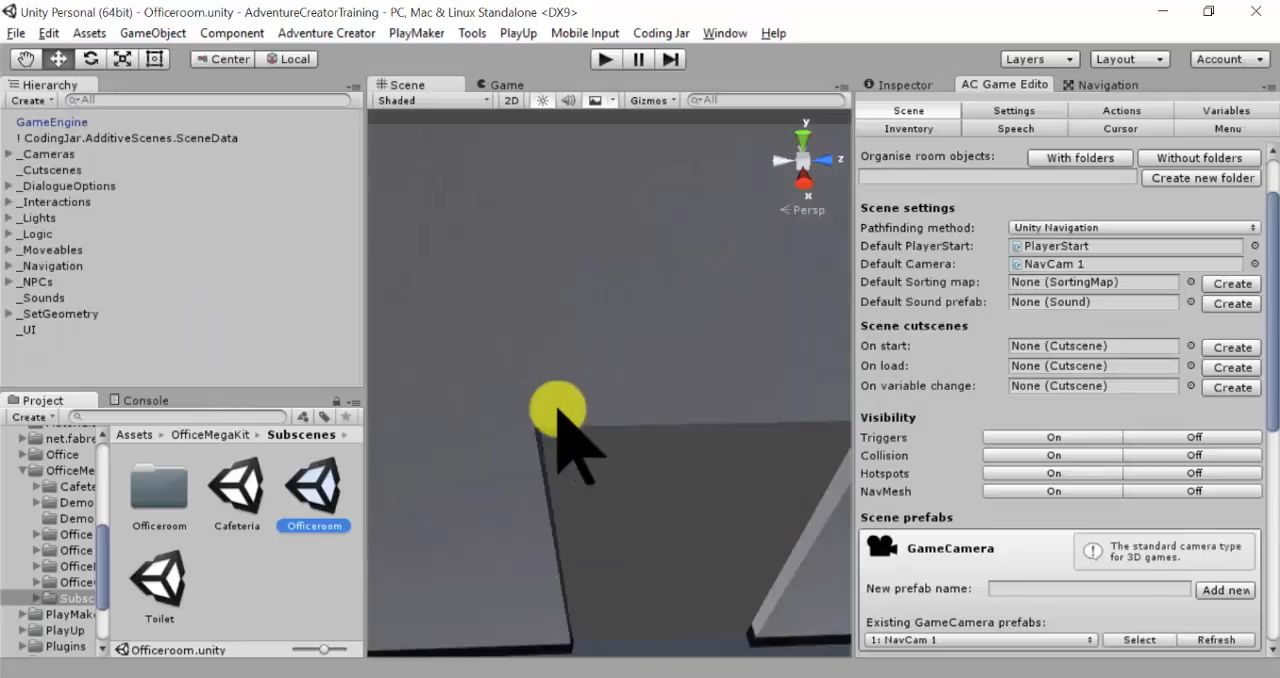 Unity Personal (64bit) - Officeroom.unity - AdventureCreatorTraining - PC, Mac & Linux Standalone <DX9>
File Edit Assets GameObject Component Adventure Creator PlayMaker Tools PlayUp Mobile Input Coding Jar Window Help
Center Local Layers Layout Account
Hierarchy
Create All
GameEngine
! CodingJar.AdditiveScenes.SceneData
_Cameras
_Cutscenes
_DialogueOptions
_Interactions
_Lights
_Logic
_Moveables
_Navigation
_NPCs
_Sounds
_SetGeometry
_UI
Project Console
Create
net.fabre
Office
OfficeMe
Cafete
Demo
Demo
Office
Office
Officel
Office
Subsc
PlayMak
PlayUp
Plugins
Assets OfficeMegaKit Subscenes
Officeroom Cafeteria Officeroom
Toilet
Officeroom.unity
Scene Game
Shaded 2D Gizmos All
y
z
x
Persp
Inspector AC Game Edito Navigation
Scene Settings Actions Variables
Inventory Speech Cursor Menu
Organise room objects: With folders Without folders
Create new folder
Scene settings
Pathfinding method: Unity Navigation
Default PlayerStart: PlayerStart
Default Camera: NavCam 1
Default Sorting map: None (SortingMap) Create
Default Sound prefab: None (Sound) Create
Scene cutscenes
On start: None (Cutscene) Create
On load: None (Cutscene) Create
On variable change: None (Cutscene) Create
Visibility
Triggers On Off
Collision On Off
Hotspots On Off
NavMesh On Off
Scene prefabs
GameCamera
The standard camera type
for 3D games.
New prefab name: Add new
Existing GameCamera prefabs:
1: NavCam 1 Select Refresh